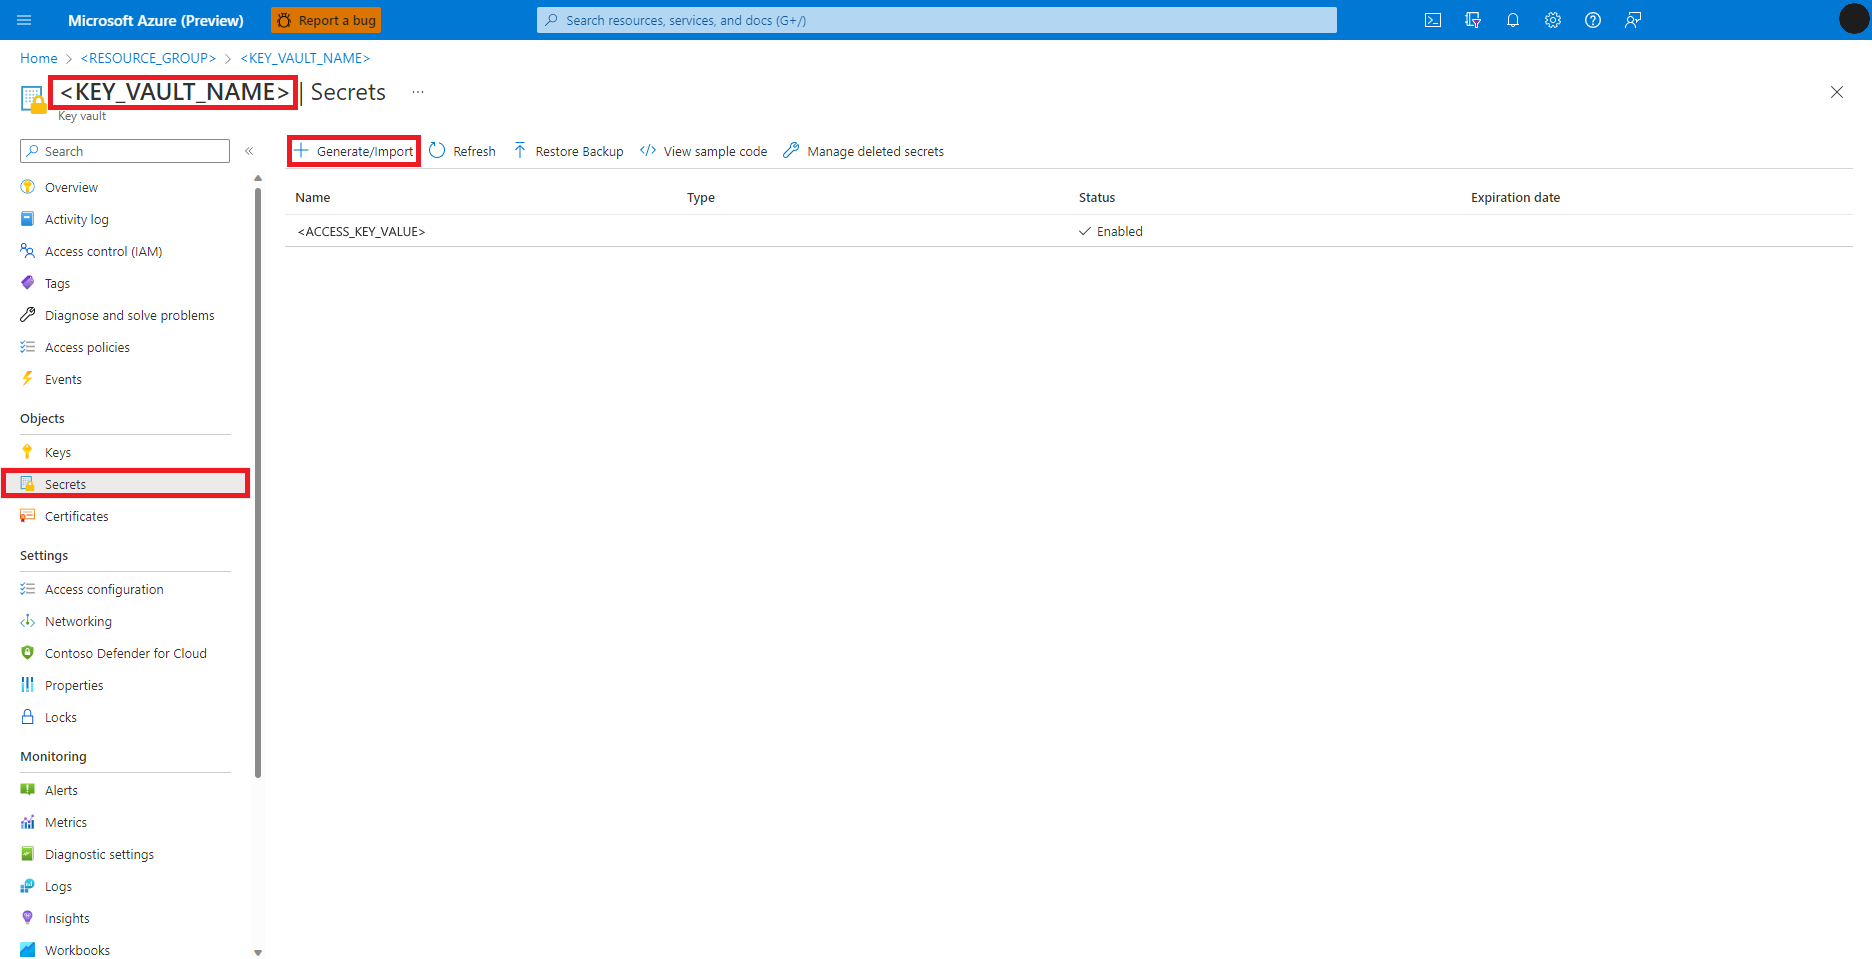 Microsoft Azure (Preview)
Report a bug
Search resources, services, and docs (G+/)
Home > <RESOURCE_GROUP> > <KEY_VAULT_NAME>
<KEY_VAULT_NAME> | Secrets ...
Key vault
Search
«
Generate/Import
Refresh
Restore Backup
View sample code
Manage deleted secrets
Name Type Status Expiration date
<ACCESS_KEY_VALUE> Enabled
Overview
Activity log
Access control (IAM)
Tags
Diagnose and solve problems
Access policies
Events
Objects
Keys
Secrets
Certificates
Settings
Access configuration
Networking
Contoso Defender for Cloud
Properties
Locks
Monitoring
Alerts
Metrics
Diagnostic settings
Logs
Insights
Workbooks